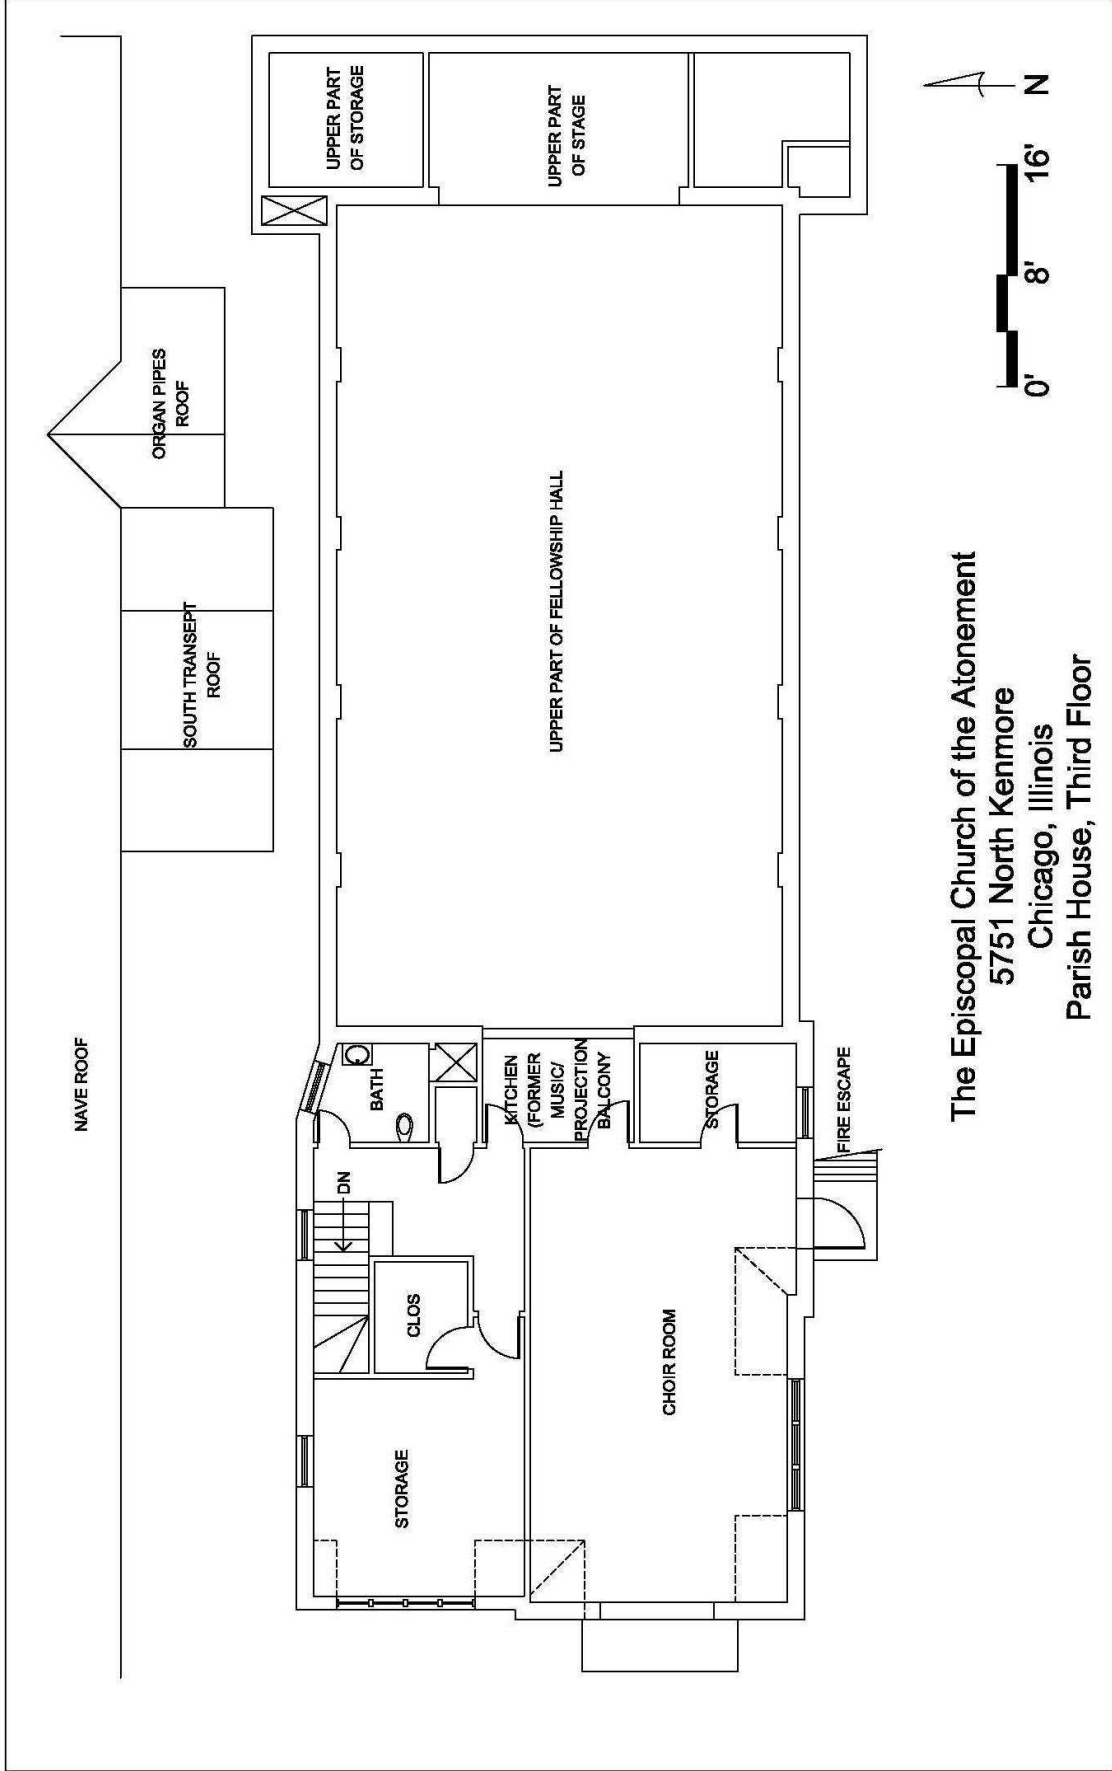 NAVE ROOF
SOUTH TRANSEPT
ROOF
ORGAN PIPES
ROOF
UPPER PART
OF STORAGE
UPPER PART
OF STAGE
UPPER PART OF FELLOWSHIP HALL
BATH
DN
CLOS
STORAGE
KITCHEN
(FORMER
MUSIC/
PROJECTION
BALCONY
STORAGE
CHOIR ROOM
FIRE ESCAPE
The Episcopal Church of the Atonement
5751 North Kenmore
Chicago, Illinois
Parish House, Third Floor
0' 8' 16'
N